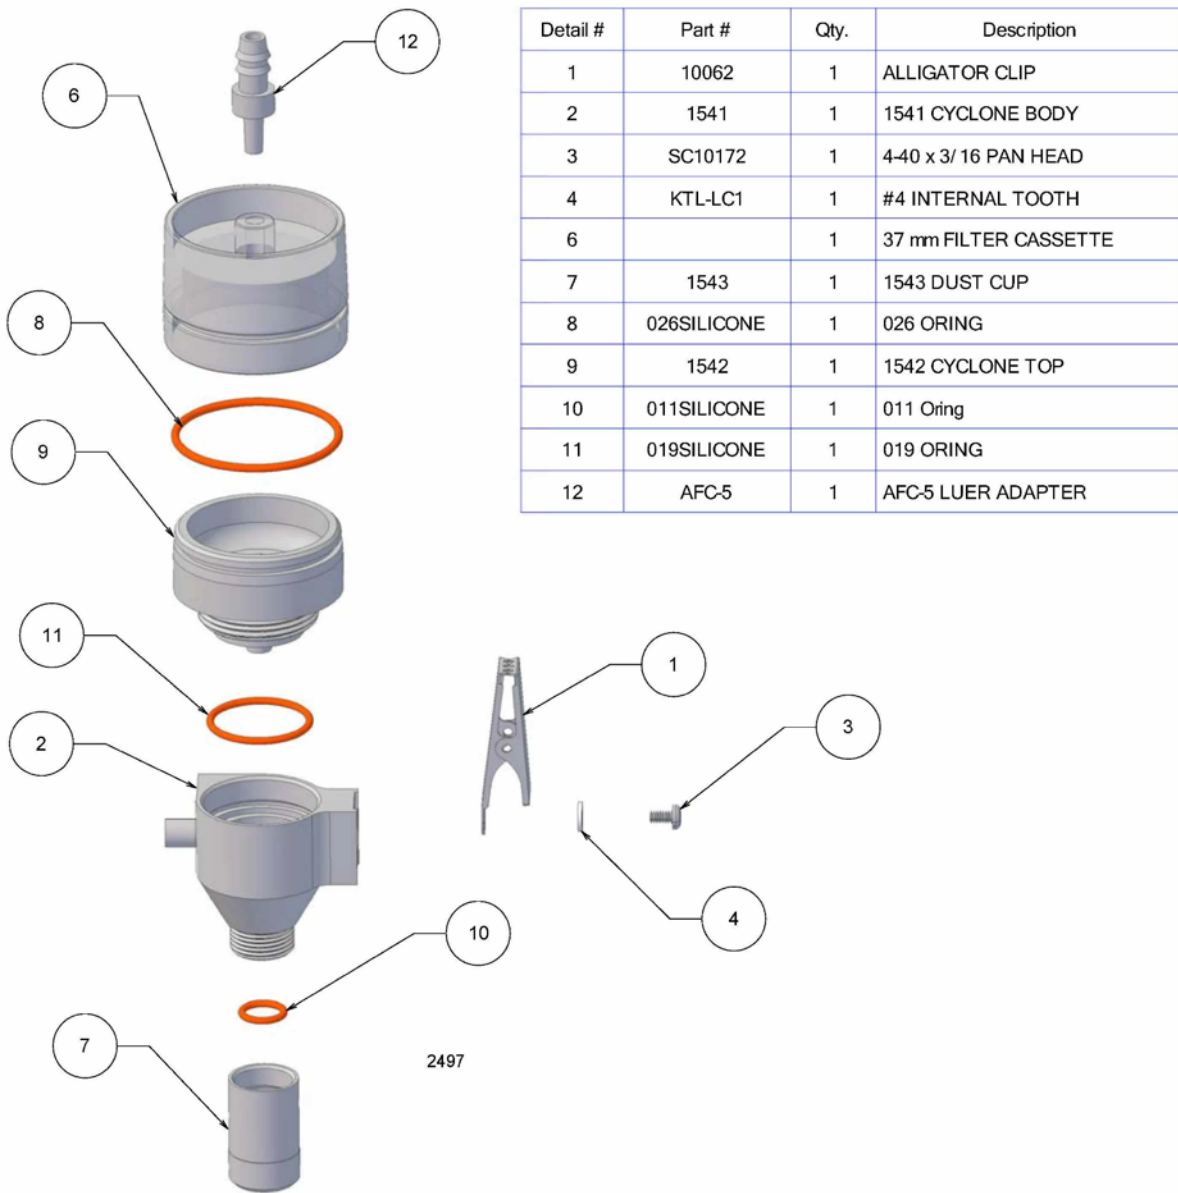 Detail # Part # Qty. Description
1 10062 1 ALLIGATOR CLIP
2 1541 1 1541 CYCLONE BODY
3 SC10172 1 4-40 x 3/16 PAN HEAD
4 KTL-LC1 1 #4 INTERNAL TOOTH
6 1 37 mm FILTER CASSETTE
7 1543 1 1543 DUST CUP
8 026SILICONE 1 026 ORING
9 1542 1 1542 CYCLONE TOP
10 011SILICONE 1 011 Oring
11 019SILICONE 1 019 ORING
12 AFC-5 1 AFC-5 LUER ADAPTER
12
6
8
9
11
1
3
2
4
10
7
2497